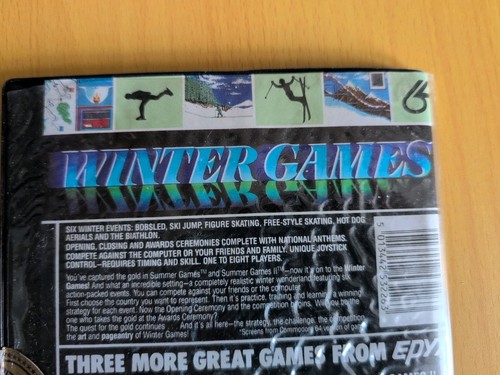 WINTER GAMES
SIX WINTER EVENTS: BOBSLED, SKI JUMP, FIGURE SKATING, FREE-STYLE SKATING, HOT DOG
AERIALS AND THE BIATHLON.
OPENING, CLOSING AND AWARDS CEREMONIES COMPLETE WITH NATIONAL ANTHEMS.
COMPETE AGAINST THE COMPUTER OR YOUR FRIENDS AND FAMILY. UNIQUE JOYSTICK
CONTROL—REQUIRES TIMING AND SKILL. ONE TO EIGHT PLAYERS.
You've captured the gold in Summer Games™ and Summer Games II™—now it's on to the Winter
Games! And what an incredible setting—a completely realistic winter wonderland featuring six
action-packed events. You can compete against your friends or the computer.
First choose the country you want to represent. Then it's practice, training and learning a winning
strategy for each event. Now the Opening Ceremony and the competition begins. Will you be the
one who takes the gold at the Awards Ceremony?
The quest for the gold continues . . . And it's all here—the strategy, the challenge, the competition,
the art and pageantry of Winter Games!
*Screens from Commodore 64 version of game
THREE MORE GREAT GAMES FROM EPY